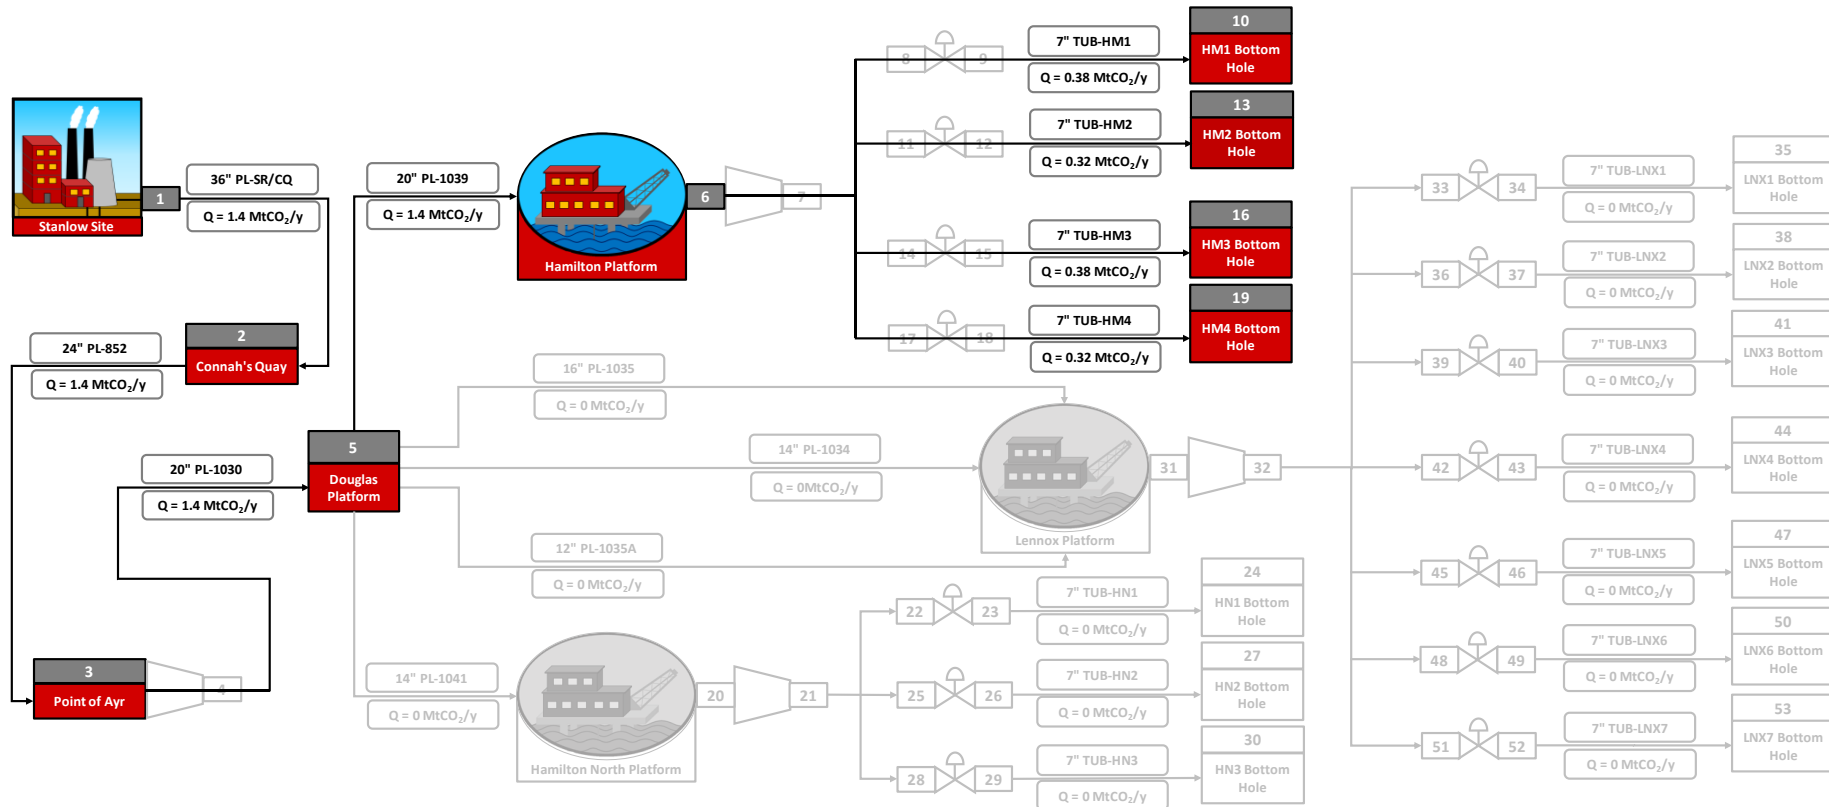 1
Stanlow Site
36" PL-SR/CQ
Q = 1.4 MtCO₂/y
2
Connah's Quay
24" PL-852
Q = 1.4 MtCO₂/y
3
Point of Ayr
4
20" PL-1030
Q = 1.4 MtCO₂/y
5
Douglas
Platform
20" PL-1039
Q = 1.4 MtCO₂/y
Hamilton Platform
6
7
8
9
7" TUB-HM1
Q = 0.38 MtCO₂/y
10
HM1 Bottom
Hole
11
12
7" TUB-HM2
Q = 0.32 MtCO₂/y
13
HM2 Bottom
Hole
14
15
7" TUB-HM3
Q = 0.38 MtCO₂/y
16
HM3 Bottom
Hole
17
18
7" TUB-HM4
Q = 0.32 MtCO₂/y
19
HM4 Bottom
Hole
16" PL-1035
Q = 0 MtCO₂/y
14" PL-1034
Q = 0MtCO₂/y
12" PL-1035A
Q = 0 MtCO₂/y
Lennox Platform
31
32
14" PL-1041
Q = 0 MtCO₂/y
Hamilton North Platform
20
21
22
23
7" TUB-HN1
Q = 0 MtCO₂/y
24
HN1 Bottom
Hole
25
26
7" TUB-HN2
Q = 0 MtCO₂/y
27
HN2 Bottom
Hole
28
29
7" TUB-HN3
Q = 0 MtCO₂/y
30
HN3 Bottom
Hole
33
34
7" TUB-LNX1
Q = 0 MtCO₂/y
35
LNX1 Bottom
Hole
36
37
7" TUB-LNX2
Q = 0 MtCO₂/y
38
LNX2 Bottom
Hole
39
40
7" TUB-LNX3
Q = 0 MtCO₂/y
41
LNX3 Bottom
Hole
42
43
7" TUB-LNX4
Q = 0 MtCO₂/y
44
LNX4 Bottom
Hole
45
46
7" TUB-LNX5
Q = 0 MtCO₂/y
47
LNX5 Bottom
Hole
48
49
7" TUB-LNX6
Q = 0 MtCO₂/y
50
LNX6 Bottom
Hole
51
52
7" TUB-LNX7
Q = 0 MtCO₂/y
53
LNX7 Bottom
Hole